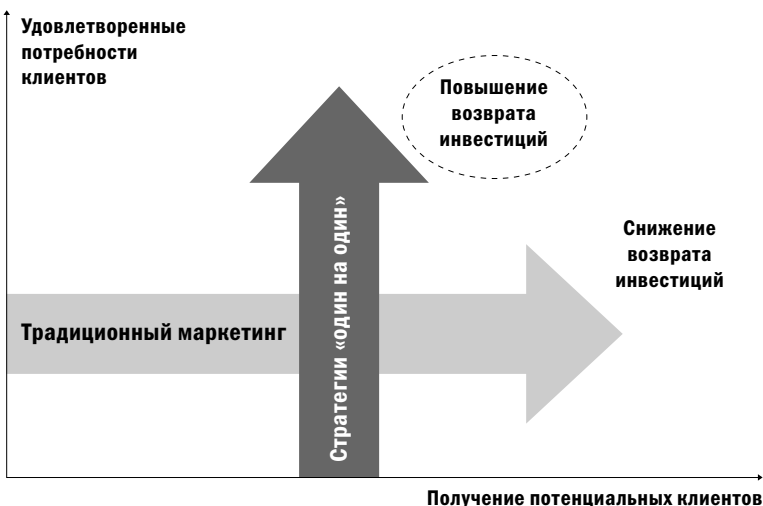 Удовлетворенные
потребности
клиентов
Повышение
возврата
инвестиций
Снижение
возврата
инвестиций
Традиционный маркетинг
Стратегии «один на один»
Получение потенциальных клиентов